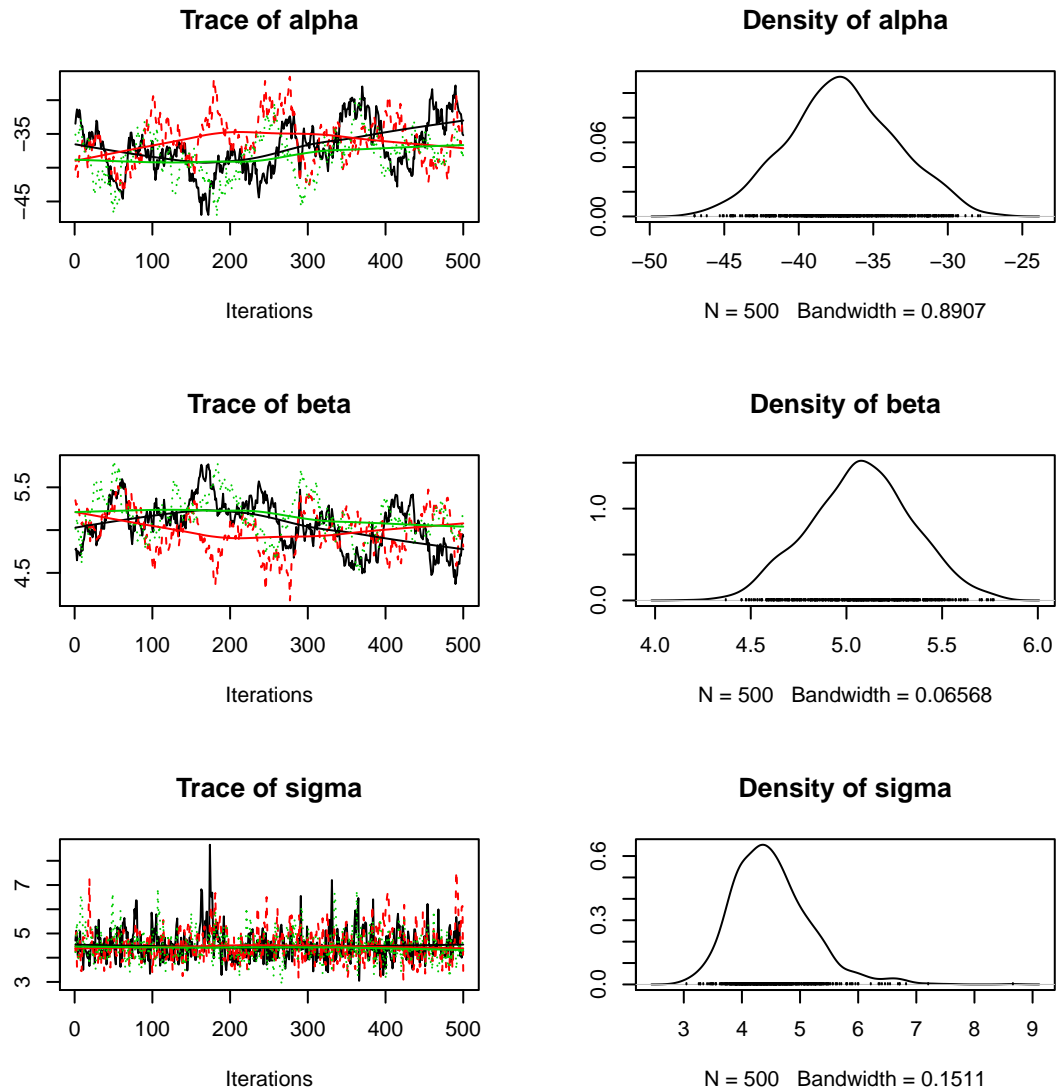 Trace of alpha
−45
−35
0 100 200 300 400 500
Iterations
Density of alpha
0.00
0.06
−50 −45 −40 −35 −30 −25
N = 500 Bandwidth = 0.8907
Trace of beta
4.5
5.5
0 100 200 300 400 500
Iterations
Density of beta
0.0
1.0
4.0 4.5 5.0 5.5 6.0
N = 500 Bandwidth = 0.06568
Trace of sigma
3
5
7
0 100 200 300 400 500
Iterations
Density of sigma
0.0
0.3
0.6
3 4 5 6 7 8 9
N = 500 Bandwidth = 0.1511